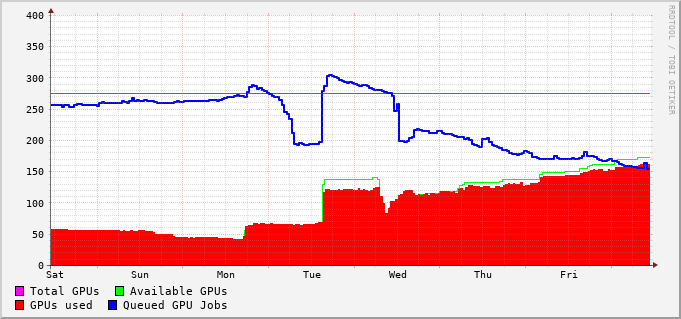 RRDTOOL / TOBI OETIKER
400
350
300
250
200
150
100
50
0
Sat Sun Mon Tue Wed Thu Fri
Total GPUs Available GPUs
GPUs used Queued GPU Jobs